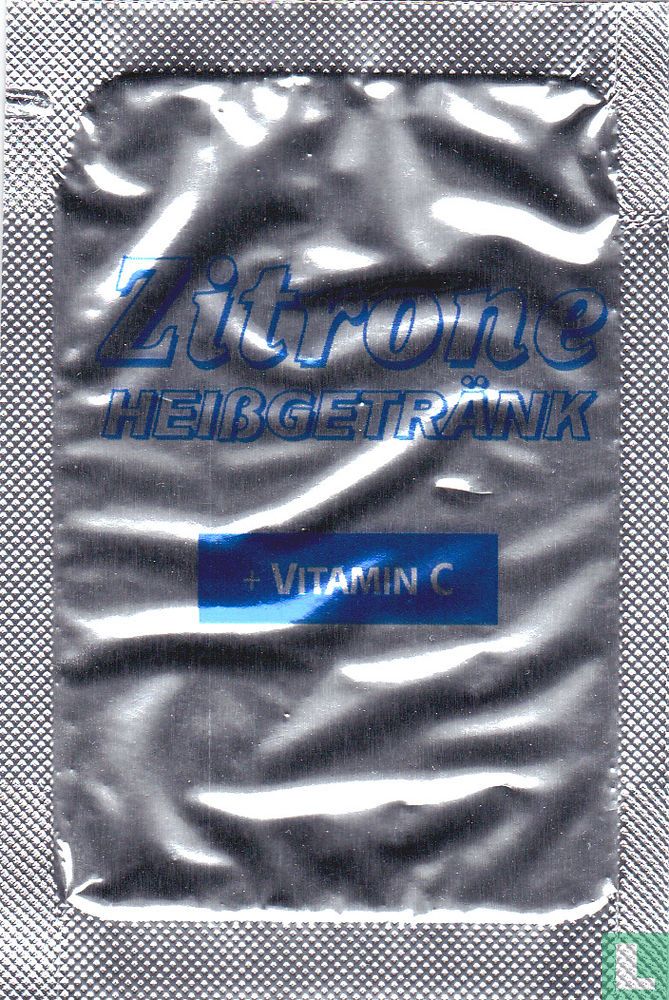 Zitrone
HEIßGETRÄNK
+ VITAMIN C
L